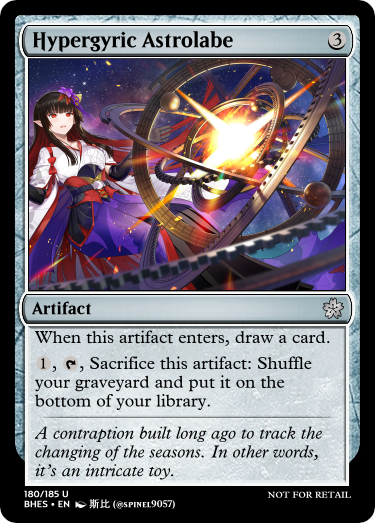 Hypergyric Astrolabe 3
Artifact
When this artifact enters, draw a card.
1, T, Sacrifice this artifact: Shuffle
your graveyard and put it on the
bottom of your library.
A contraption built long ago to track the
changing of the seasons. In other words,
it's an intricate toy.
180/185 U
BHES • EN 斯比 (@SPINEL9057)
NOT FOR RETAIL